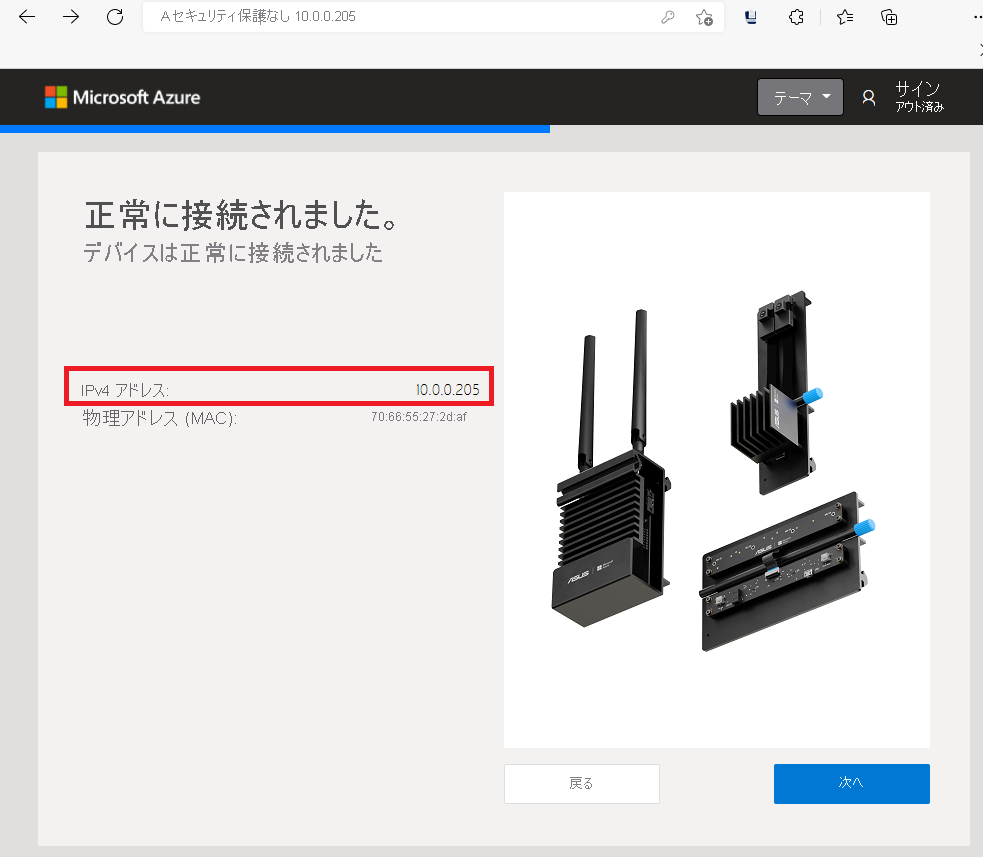 A セキュリティ保護なし 10.0.0.205
Microsoft Azure
テーマ
サイン
アウト済み
正常に接続されました。
デバイスは正常に接続されました
IPv4 アドレス: 10.0.0.205
物理アドレス (MAC): 70:66:55:27:2d:af
ASUS
ASUS
戻る
次へ